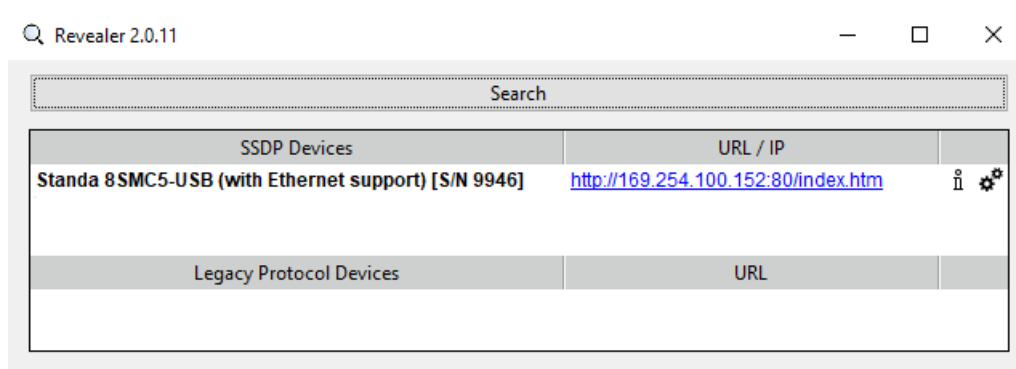 Revealer 2.0.11
Search
SSDP Devices URL / IP
Standa 8SMC5-USB (with Ethernet support) [S/N 9946] http://169.254.100.152:80/index.htm
Legacy Protocol Devices URL